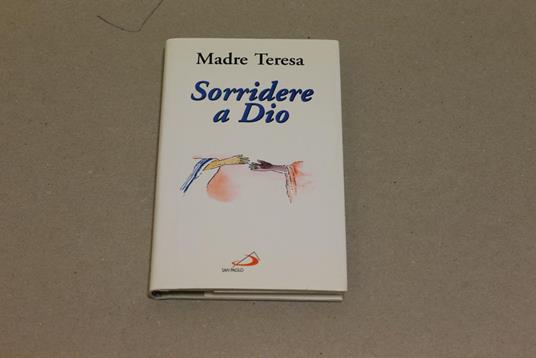 Madre Teresa
Sorridere
a Dio
SAN PAOLO